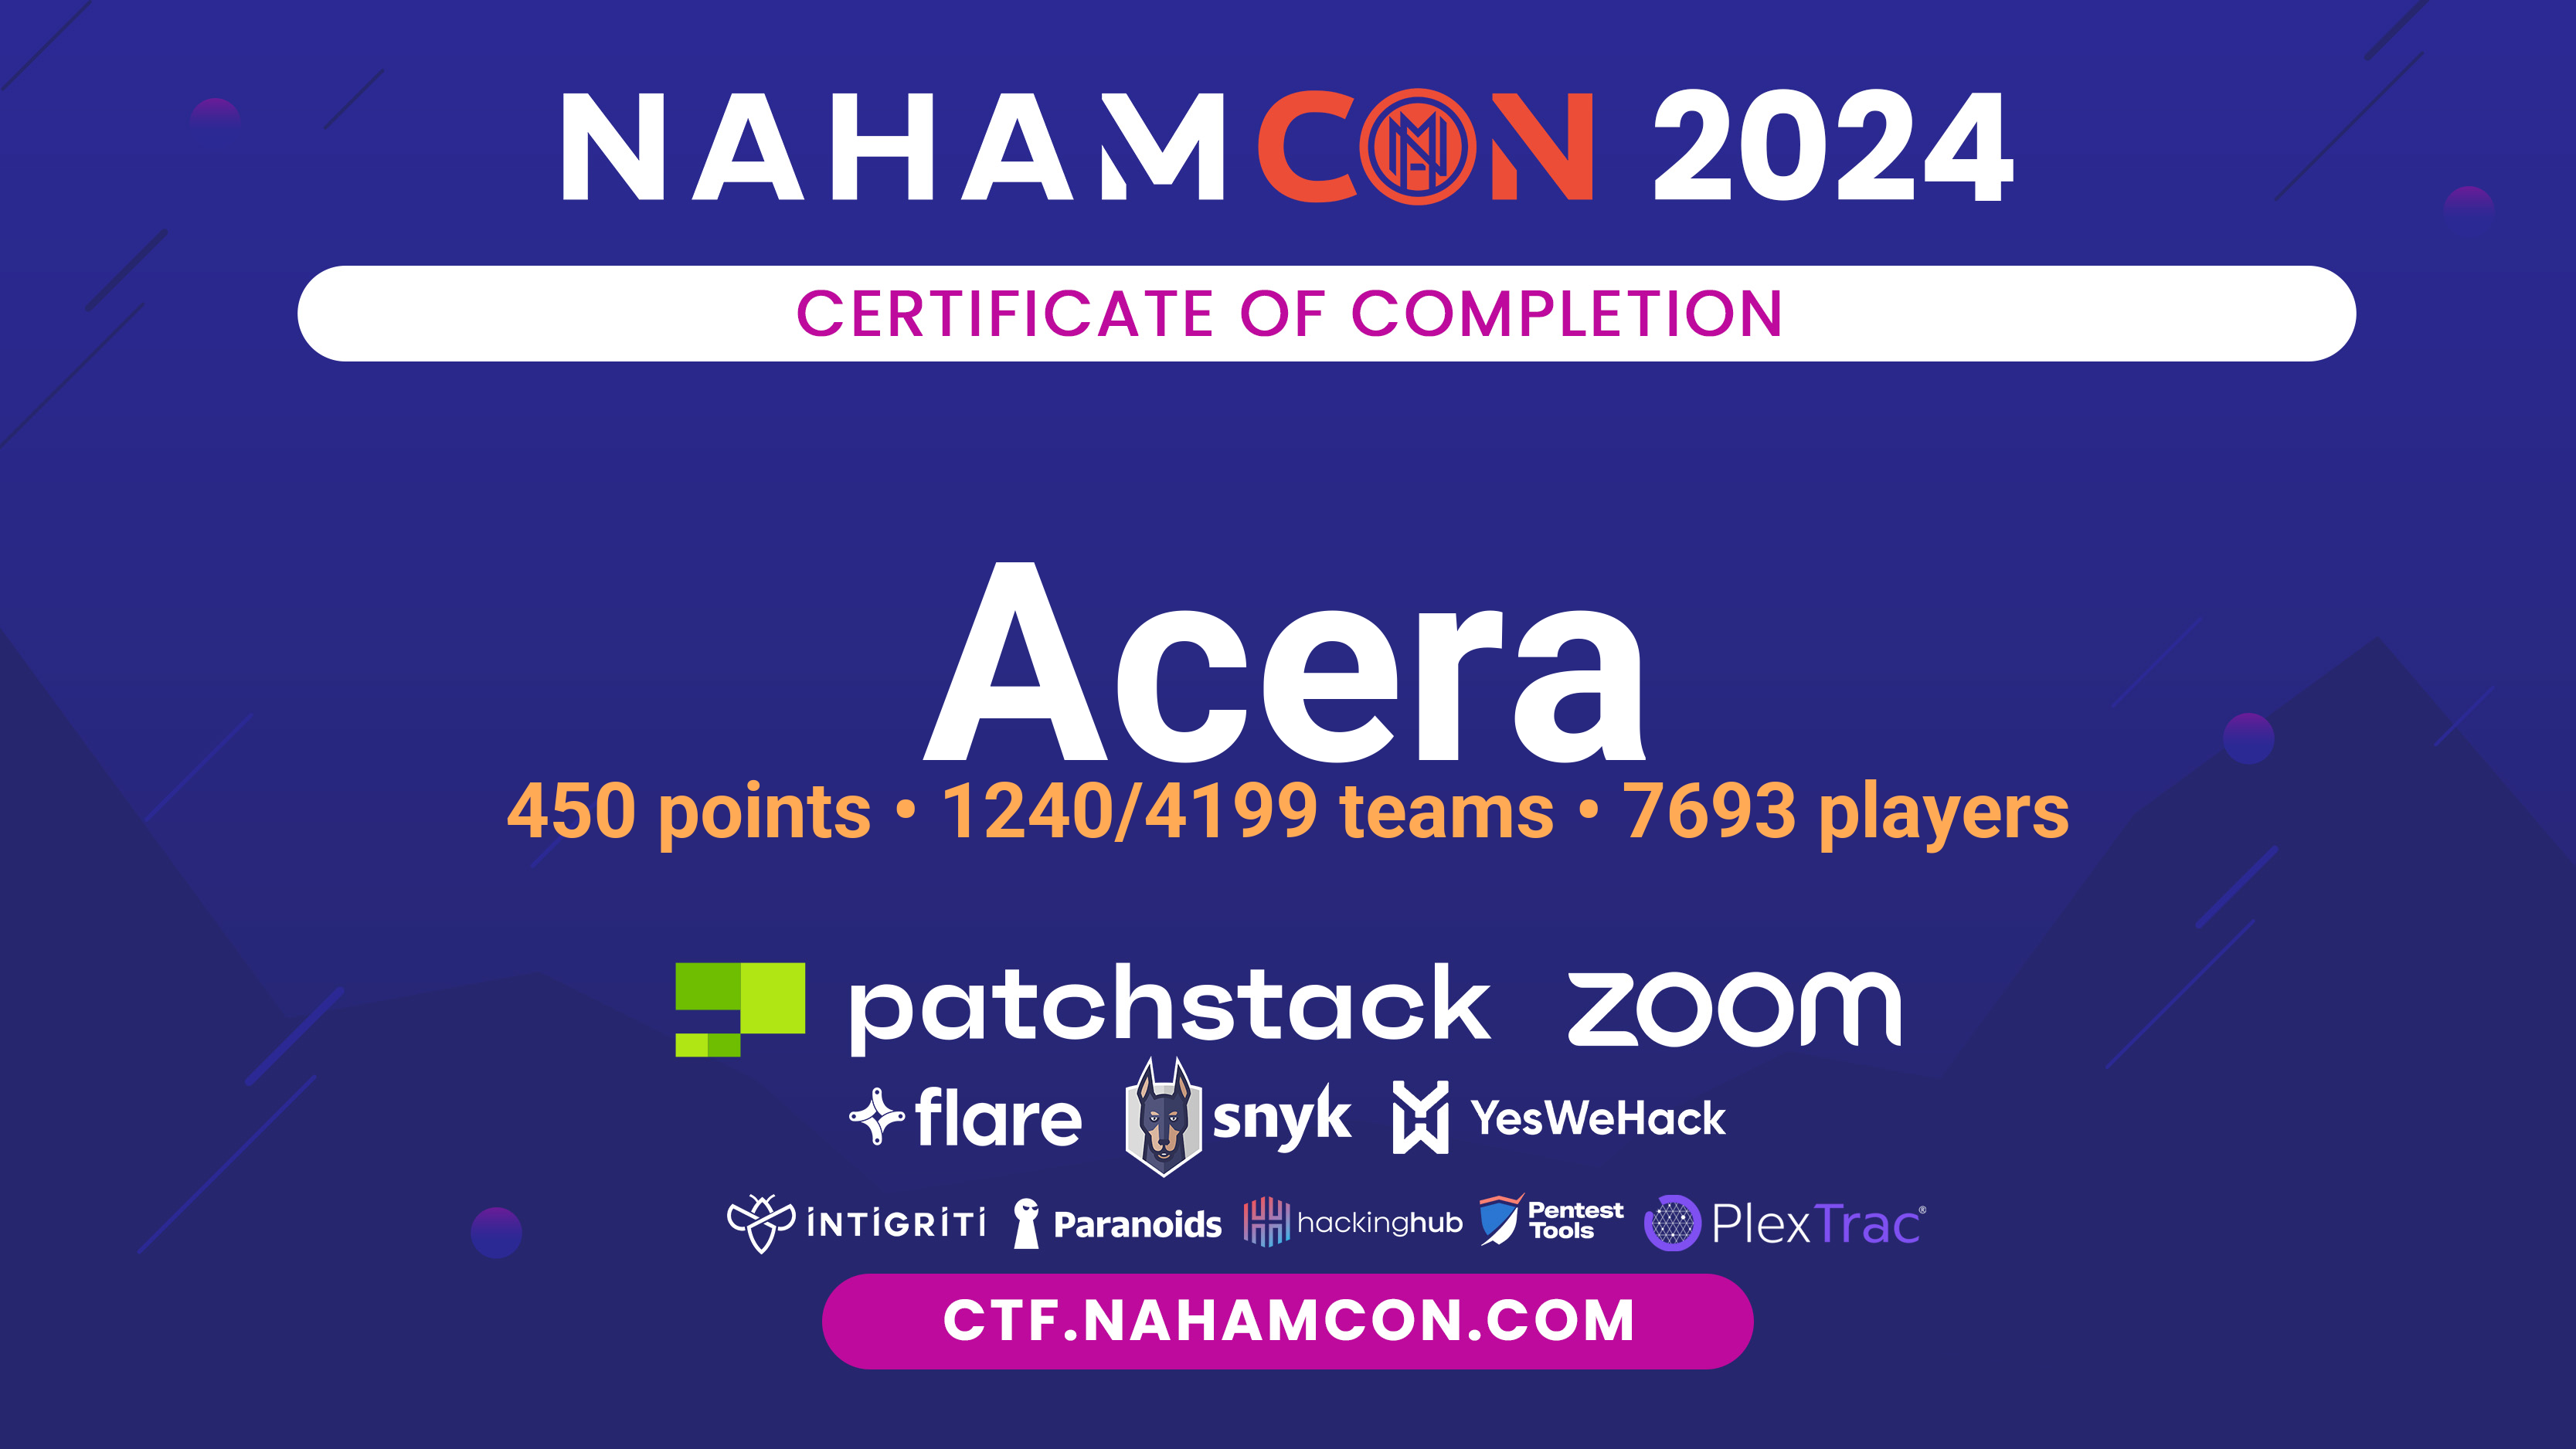 NAHAMCON 2024
CERTIFICATE OF COMPLETION
Acera
450 points • 1240/4199 teams • 7693 players
patchstack zoom
flare snyk YesWeHack
INTIGRITI Paranoids hackinghub Pentest Tools PlexTrac®
CTF.NAHAMCON.COM